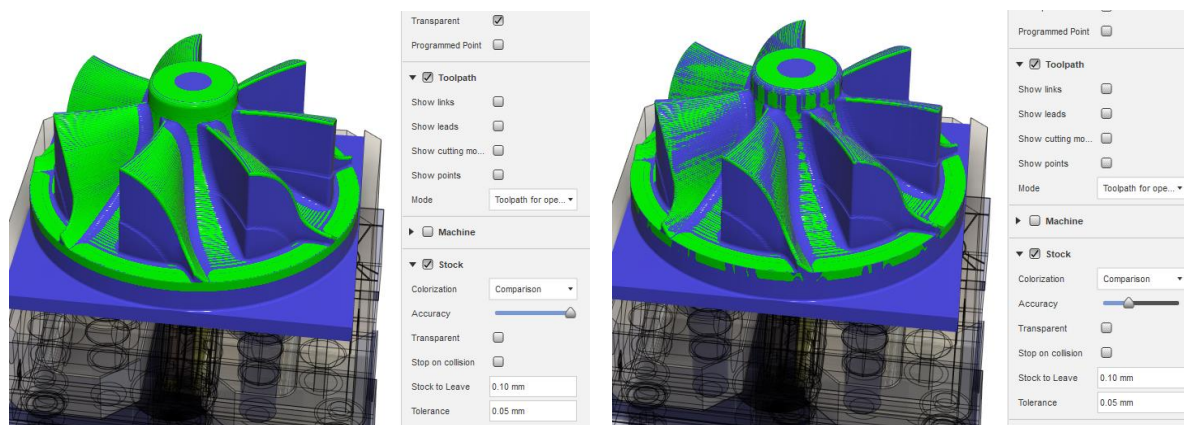 Transparent
Programmed Point
Toolpath
Show links
Show leads
Show cutting mo...
Show points
Mode Toolpath for ope...
Machine
Stock
Colorization Comparison
Accuracy
Transparent
Stop on collision
Stock to Leave 0.10 mm
Tolerance 0.05 mm
Programmed Point
Toolpath
Show links
Show leads
Show cutting mo...
Show points
Mode Toolpath for ope...
Machine
Stock
Colorization Comparison
Accuracy
Transparent
Stop on collision
Stock to Leave 0.10 mm
Tolerance 0.05 mm